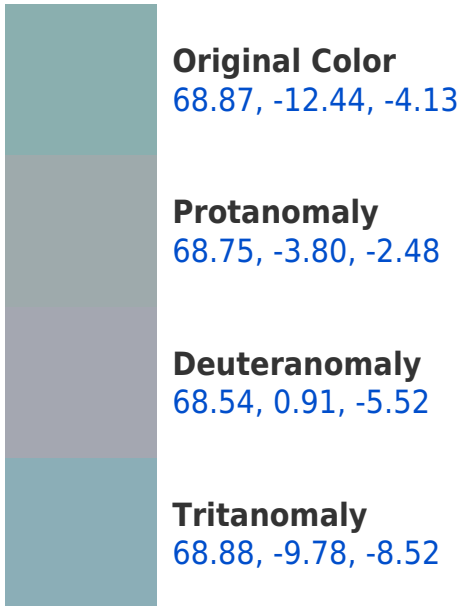 Original Color
68.87, -12.44, -4.13
Protanomaly
68.75, -3.80, -2.48
Deuteranomaly
68.54, 0.91, -5.52
Tritanomaly
68.88, -9.78, -8.52